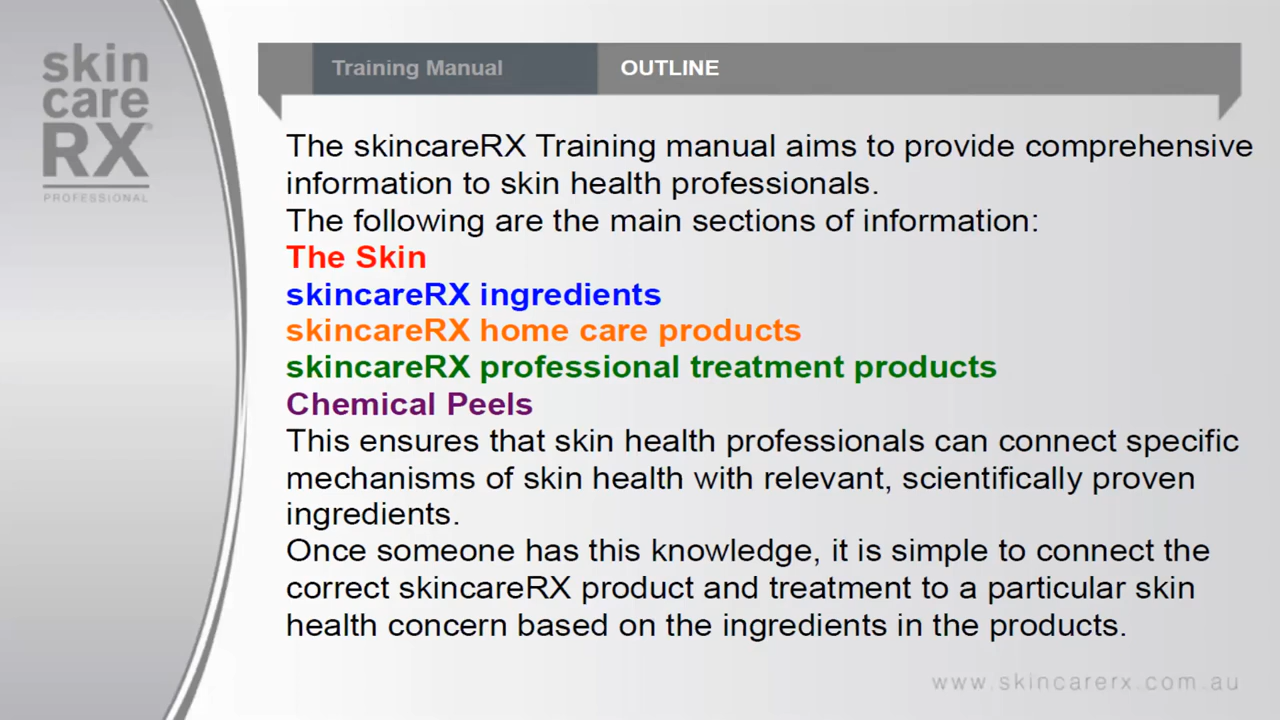 skin
care
RX®
PROFESSIONAL
Training Manual
OUTLINE
The skincareRX Training manual aims to provide comprehensive
information to skin health professionals.
The following are the main sections of information:
The Skin
skincareRX ingredients
skincareRX home care products
skincareRX professional treatment products
Chemical Peels
This ensures that skin health professionals can connect specific
mechanisms of skin health with relevant, scientifically proven
ingredients.
Once someone has this knowledge, it is simple to connect the
correct skincareRX product and treatment to a particular skin
health concern based on the ingredients in the products.
www.skincarerx.com.au